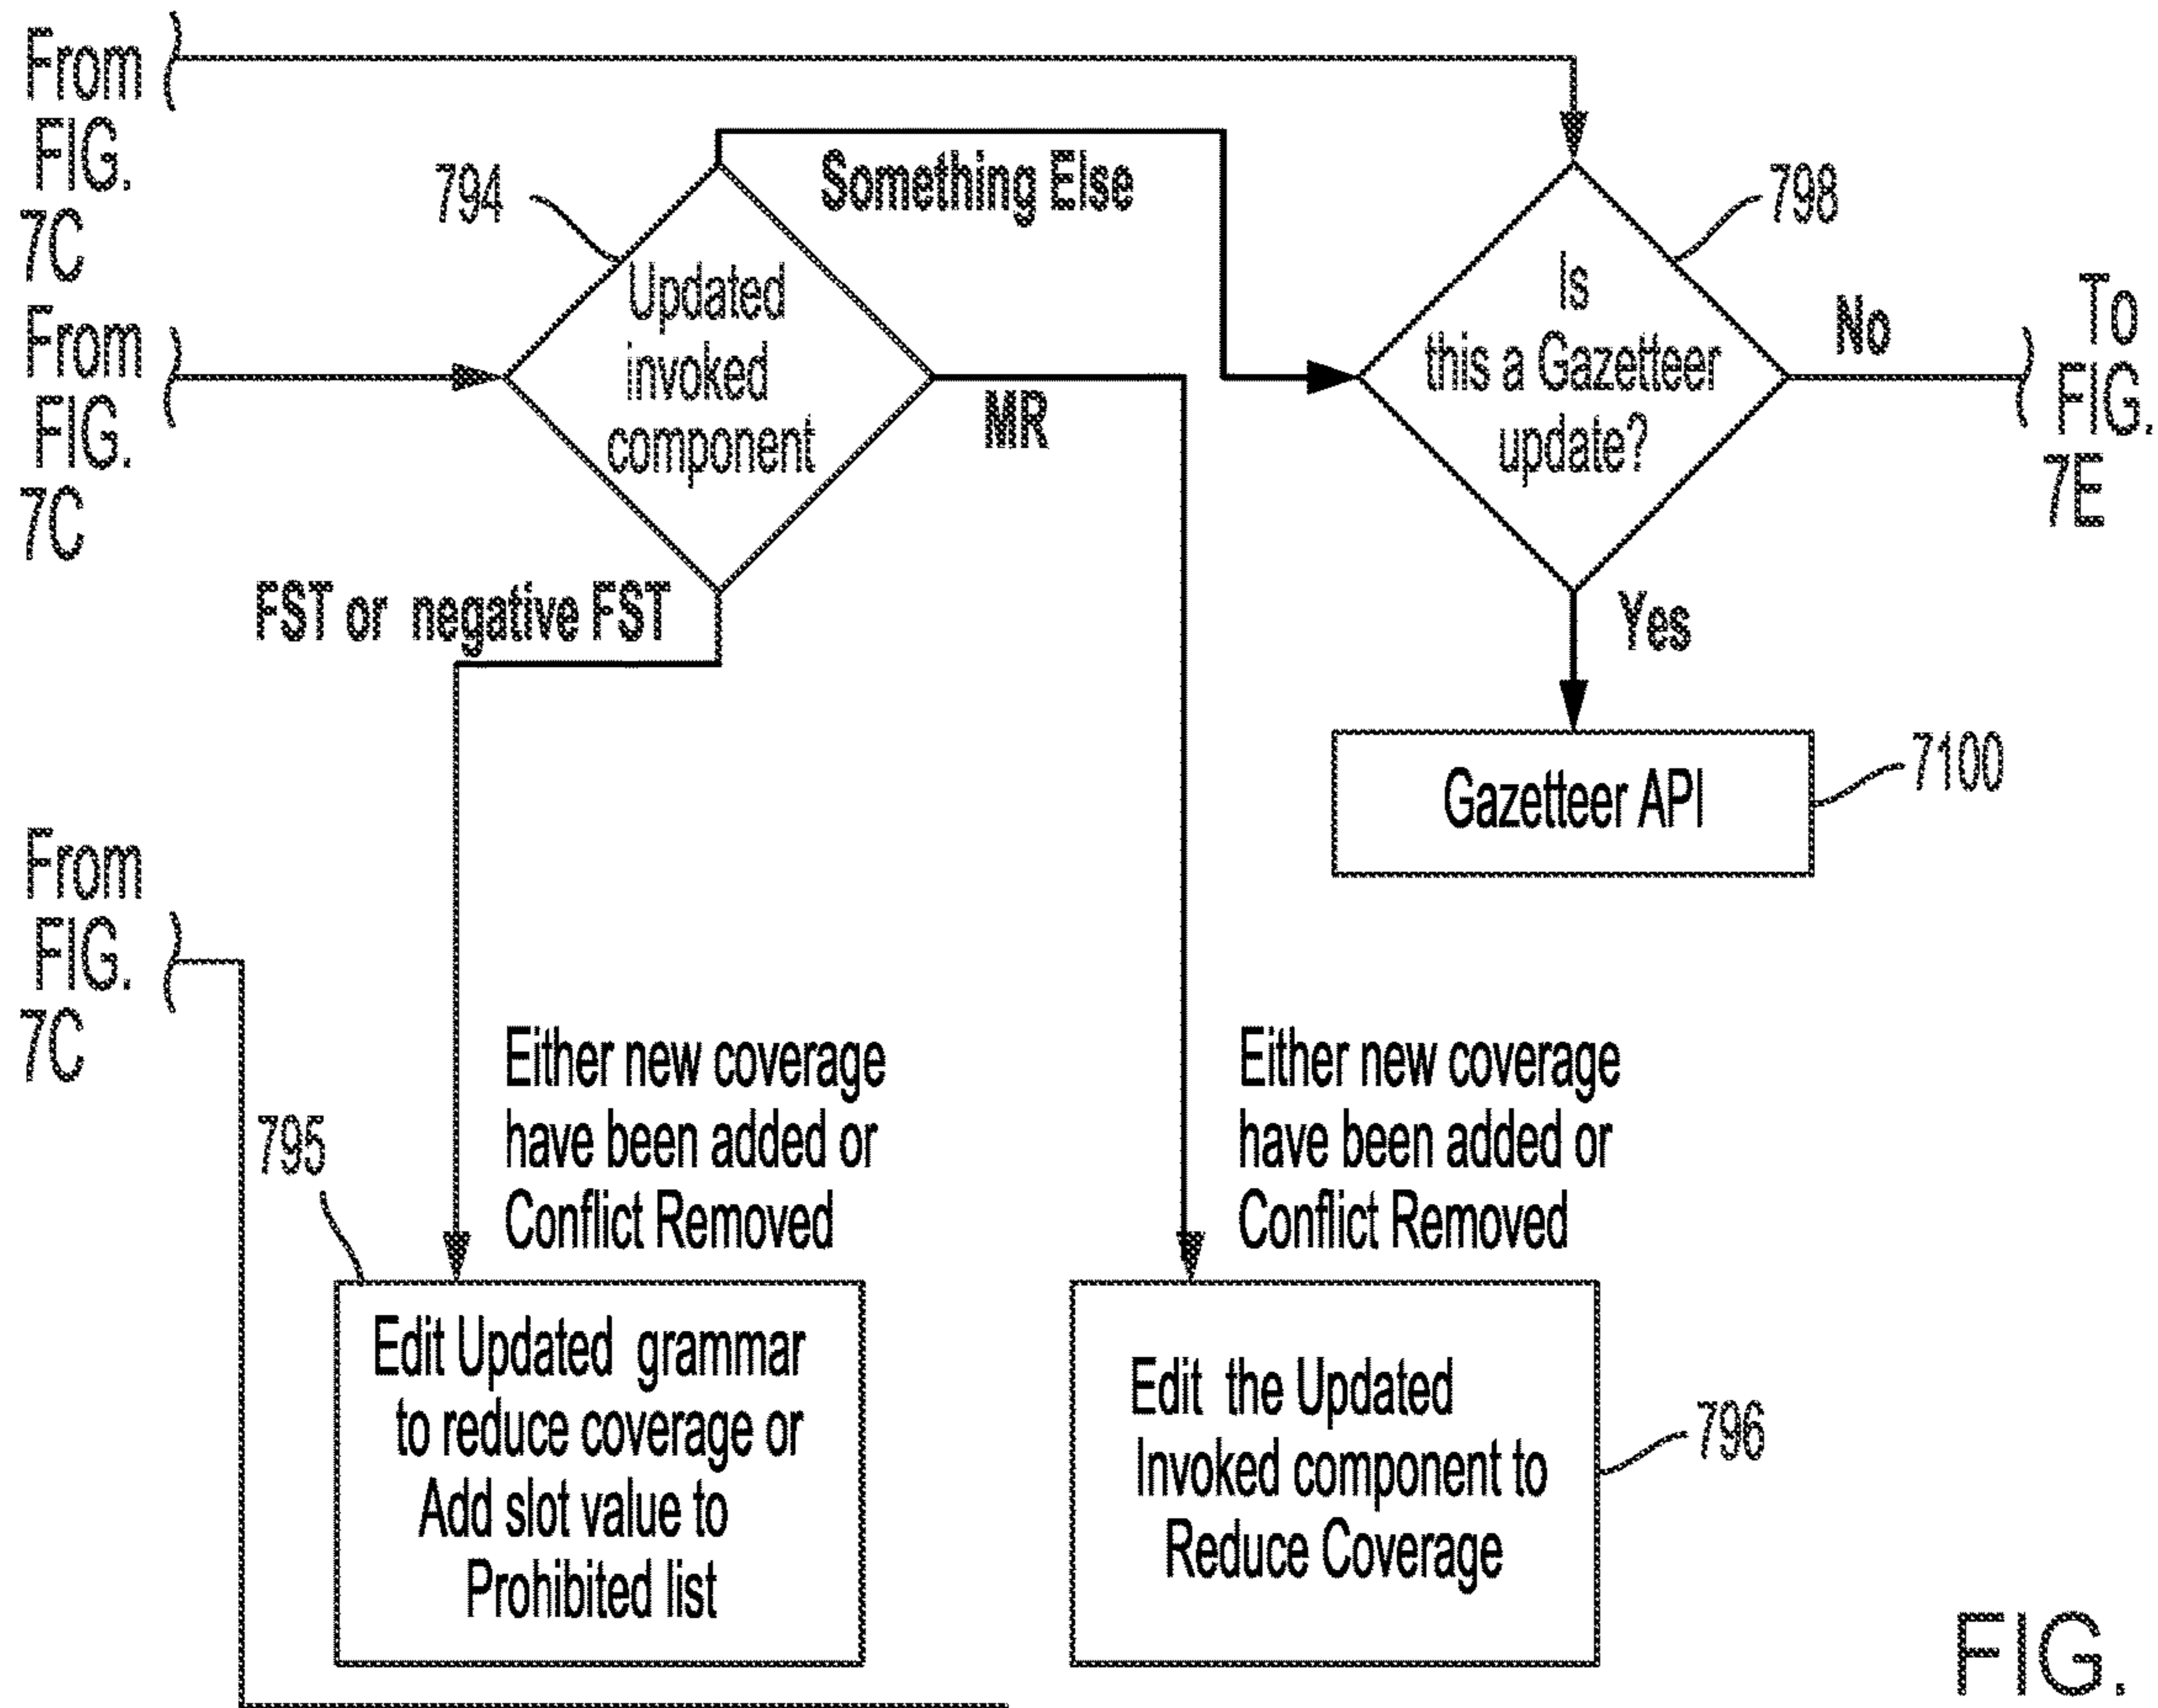 From
FIG.
7C
From
FIG.
7C
794
Updated
invoked
component
Something Else
MR
FST or negative FST
798
Is
this a Gazetteer
update?
No
To
FIG.
7E
Yes
Gazetteer API
7100
From
FIG.
7C
Either new coverage
have been added or
Conflict Removed
795
Edit Updated grammar
to reduce coverage or
Add slot value to
Prohibited list
Either new coverage
have been added or
Conflict Removed
Edit the Updated
Invoked component to
Reduce Coverage
796
FIG.